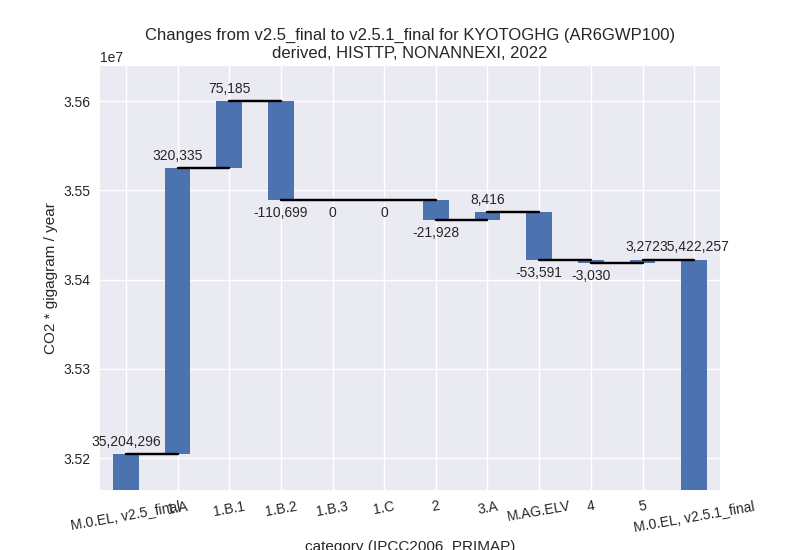 Changes from v2.5_final to v2.5.1_final for KYOTOGHG (AR6GWP100)
derived, HISTTP, NONANNEXI, 2022
1e7
3.56
3.55
3.54
3.53
3.52
CO2 * gigagram / year
35,204,296
320,335
75,185
-110,699
0
0
-21,928
8,416
-53,591
-3,030
3,272
35,422,257
M.0.EL, v2.5_final
1.A
1.B.1
1.B.2
1.B.3
1.C
2
3.A
M.AG.ELV
4
5
M.0.EL, v2.5.1_final
category (IPCC2006_PRIMAP)